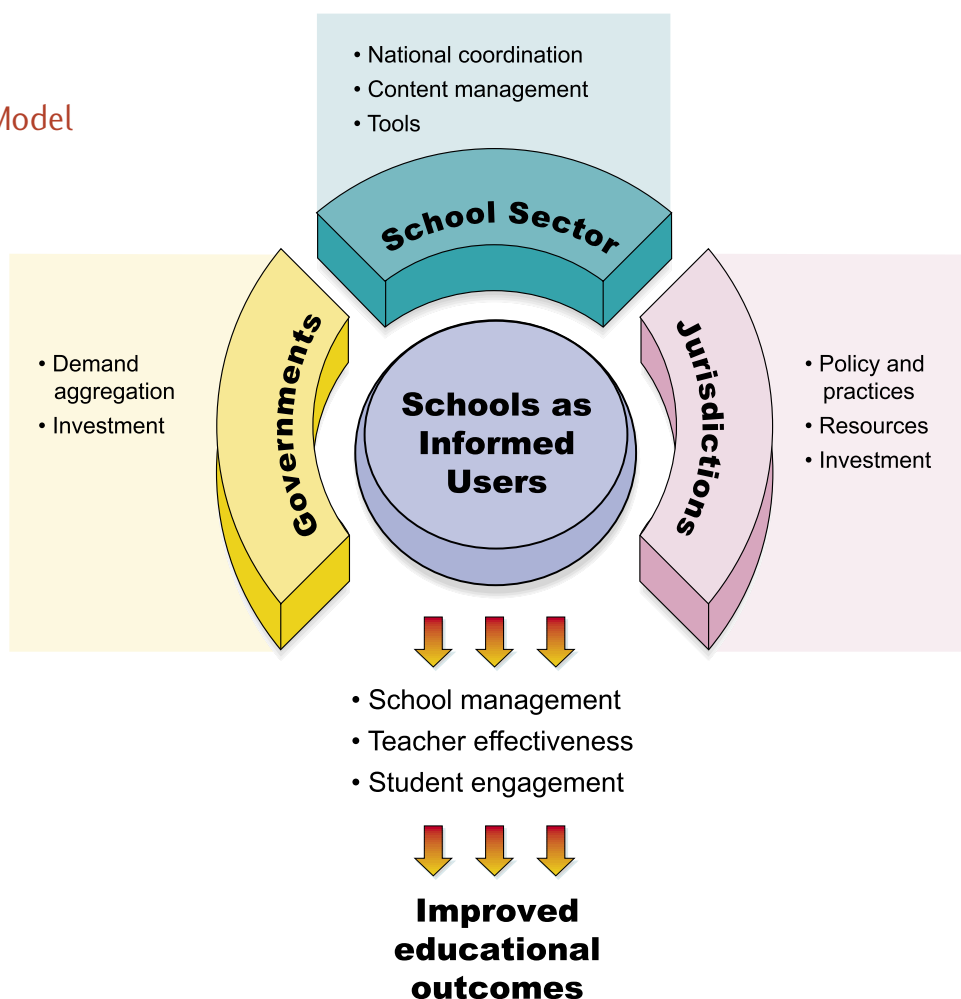 Model
• National coordination
• Content management
• Tools
School Sector
Governments
• Demand
aggregation
• Investment
Schools as
Informed
Users
Jurisdictions
• Policy and
practices
• Resources
• Investment
• School management
• Teacher effectiveness
• Student engagement
Improved
educational
outcomes